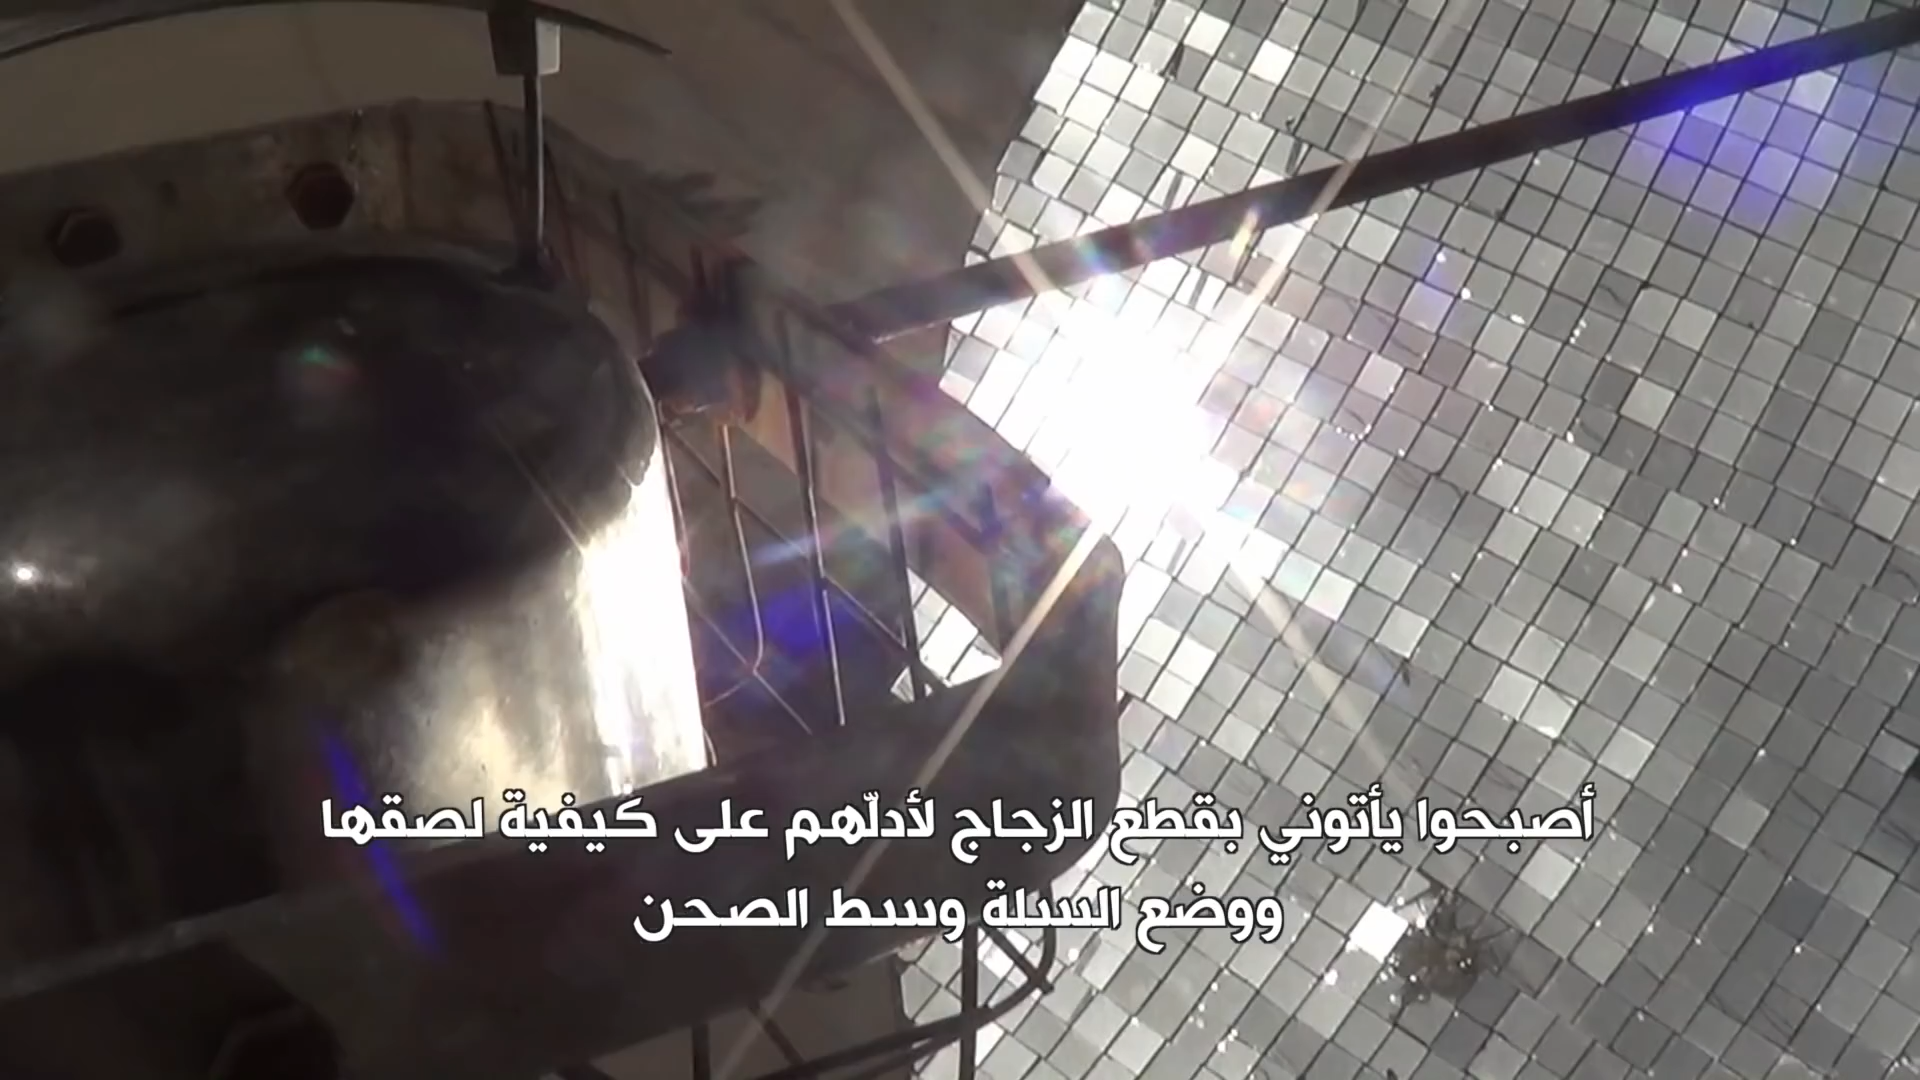 أصبحوا يأتوني بقطع الزجاج لأدلّهم على كيفية لصقها
ووضع السلة وسط الصحن